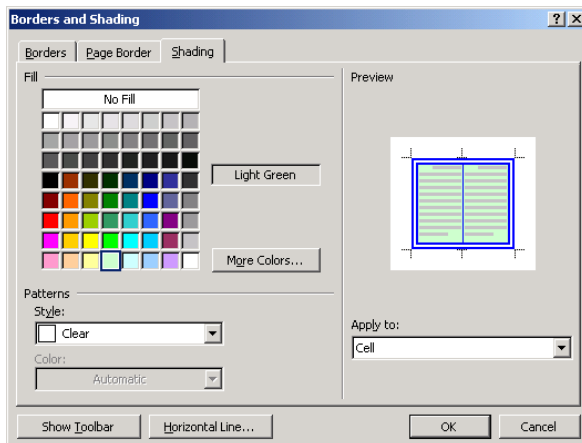 Borders and Shading
Borders
Page Border
Shading
Fill
No Fill
Light Green
More Colors...
Patterns
Style:
Clear
Color:
Automatic
Preview
Apply to:
Cell
Show Toolbar
Horizontal Line...
OK
Cancel